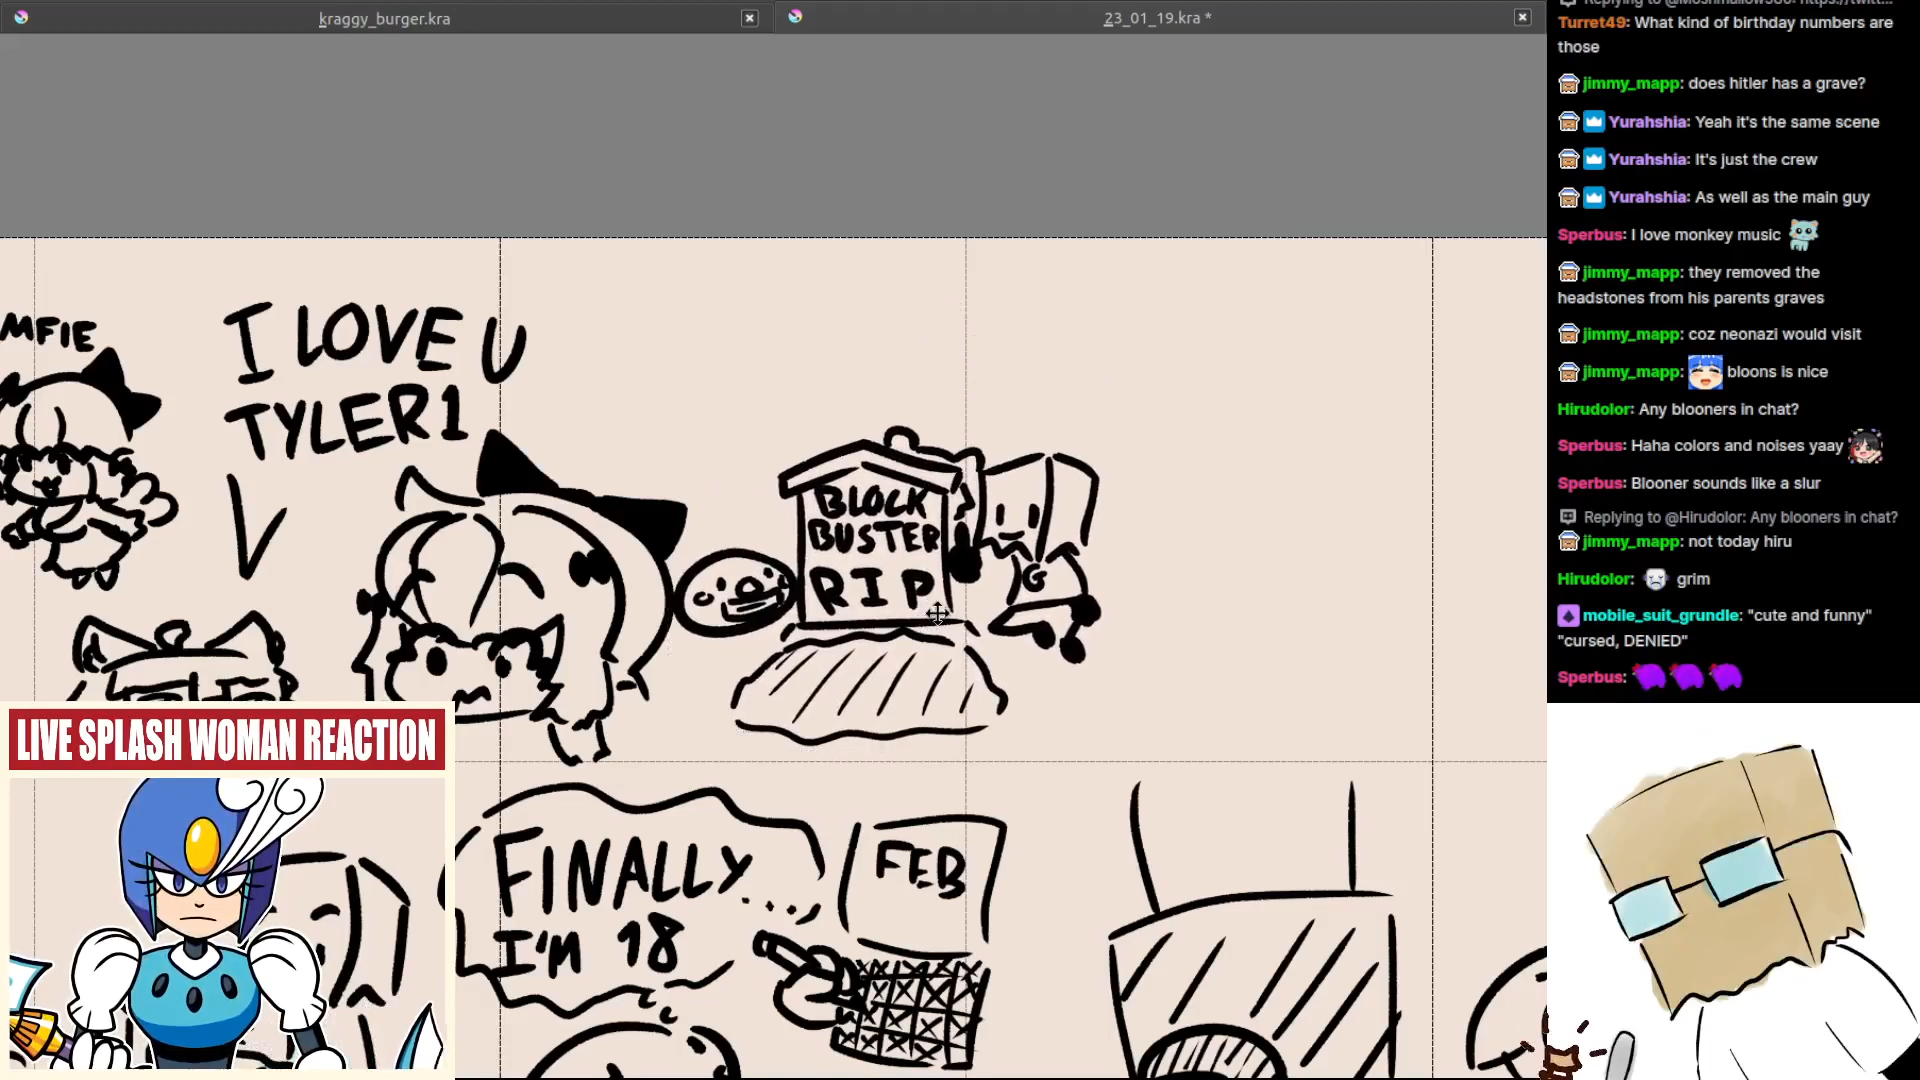 kraggy_burger.kra
23_01_19.kra *
MFIE
I LOVE U
TYLER1
BLOCK
BUSTER
RIP
G
FINALLY
I'M 18
FEB
LIVE SPLASH WOMAN REACTION
Turret49: What kind of birthday numbers are
those
jimmy_mapp: does hitler has a grave?
Yurahshia: Yeah it's the same scene
Yurahshia: It's just the crew
Yurahshia: As well as the main guy
Sperbus: I love monkey music
jimmy_mapp: they removed the
headstones from his parents graves
jimmy_mapp: coz neonazi would visit
jimmy_mapp: bloons is nice
Hirudolor: Any blooners in chat?
Sperbus: Haha colors and noises yaay
Sperbus: Blooner sounds like a slur
Replying to @Hirudolor: Any blooners in chat?
jimmy_mapp: not today hiru
Hirudolor: grim
mobile_suit_grundle: "cute and funny"
"cursed, DENIED"
Sperbus: